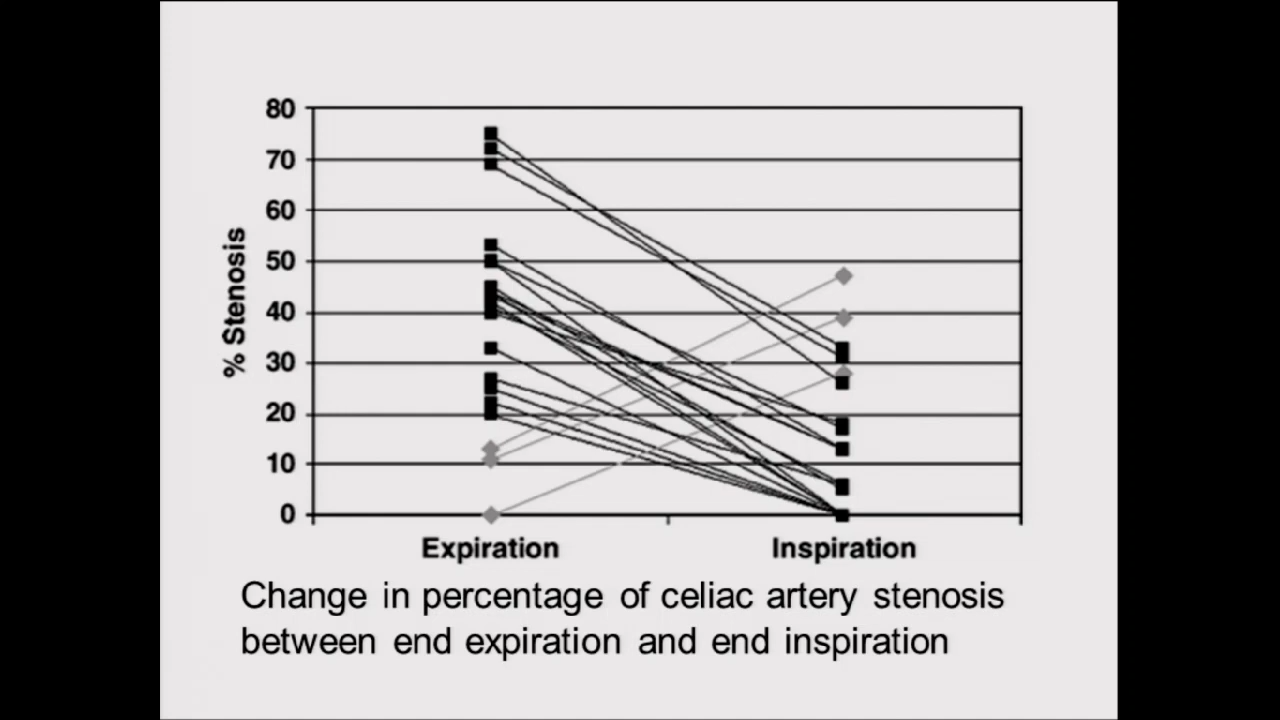 80
70
60
50
40
30
20
10
0
% Stenosis
Expiration Inspiration
Change in percentage of celiac artery stenosis
between end expiration and end inspiration